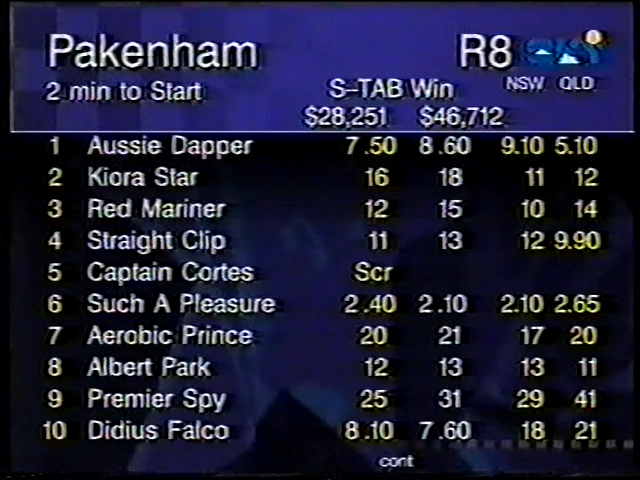 Pakenham R8 SKY
2 min to Start S-TAB Win NSW QLD
$28,251 $46,712
1 Aussie Dapper 7.50 8.60 9.10 5.10
2 Kiora Star 16 18 11 12
3 Red Mariner 12 15 10 14
4 Straight Clip 11 13 12 9.90
5 Captain Cortes Scr
6 Such A Pleasure 2.40 2.10 2.10 2.65
7 Aerobic Prince 20 21 17 20
8 Albert Park 12 13 13 11
9 Premier Spy 25 31 29 41
10 Didius Falco 8.10 7.60 18 21
cont